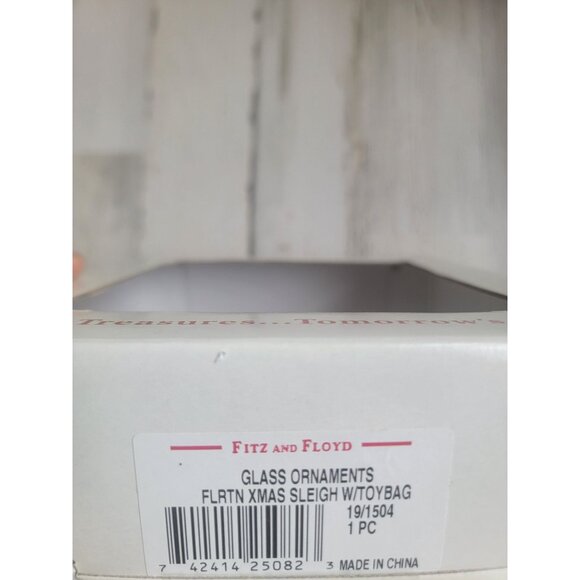 Treasures...Tomorrow's
FITZ AND FLOYD
GLASS ORNAMENTS
FLRTN XMAS SLEIGH W/TOYBAG
19/1504
1 PC
7 42414 25082 3 MADE IN CHINA